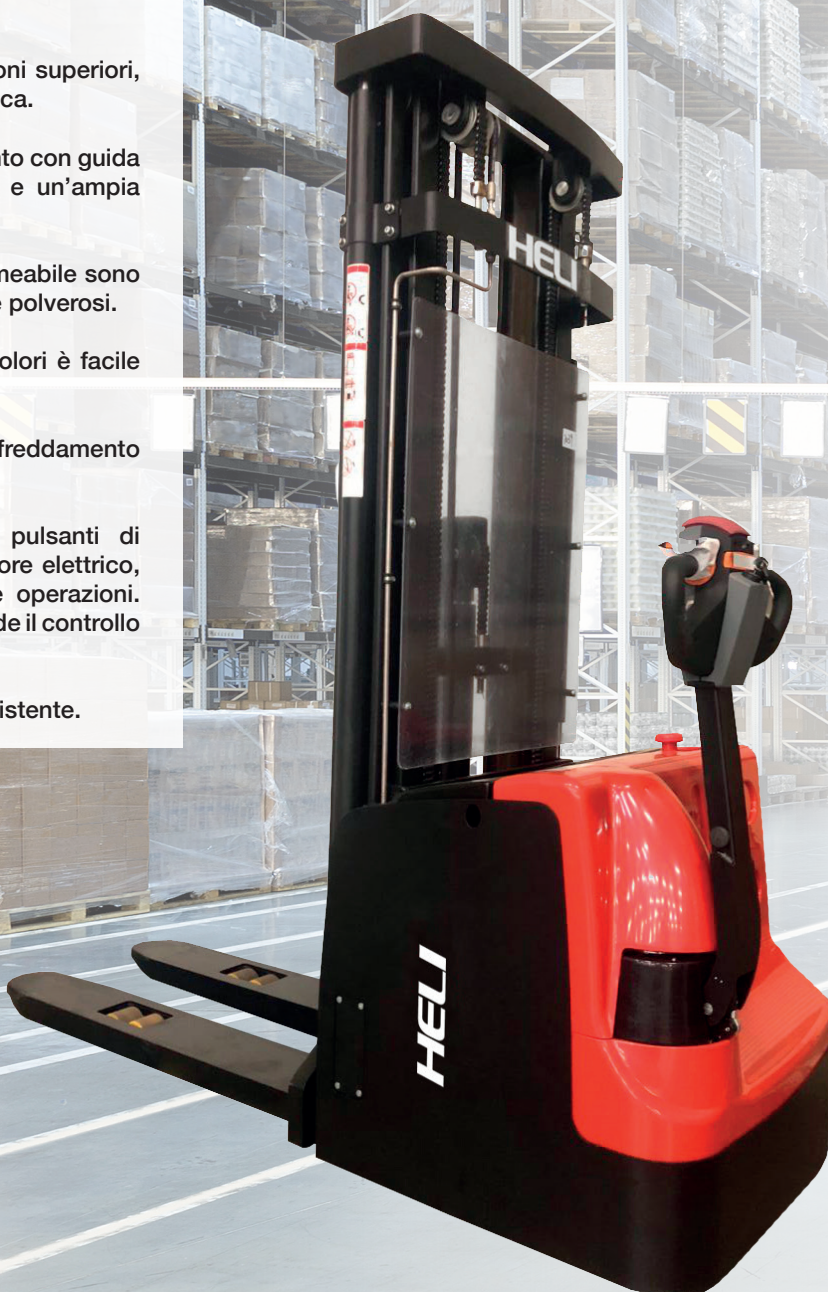 oni superiori,
ca.
nto con guida
e un’ampia
meabile sono
e polverosi.
olori è facile
freddamento
pulsanti di
ore elettrico,
e operazioni.
de il controllo
istente.
HELI
HELI